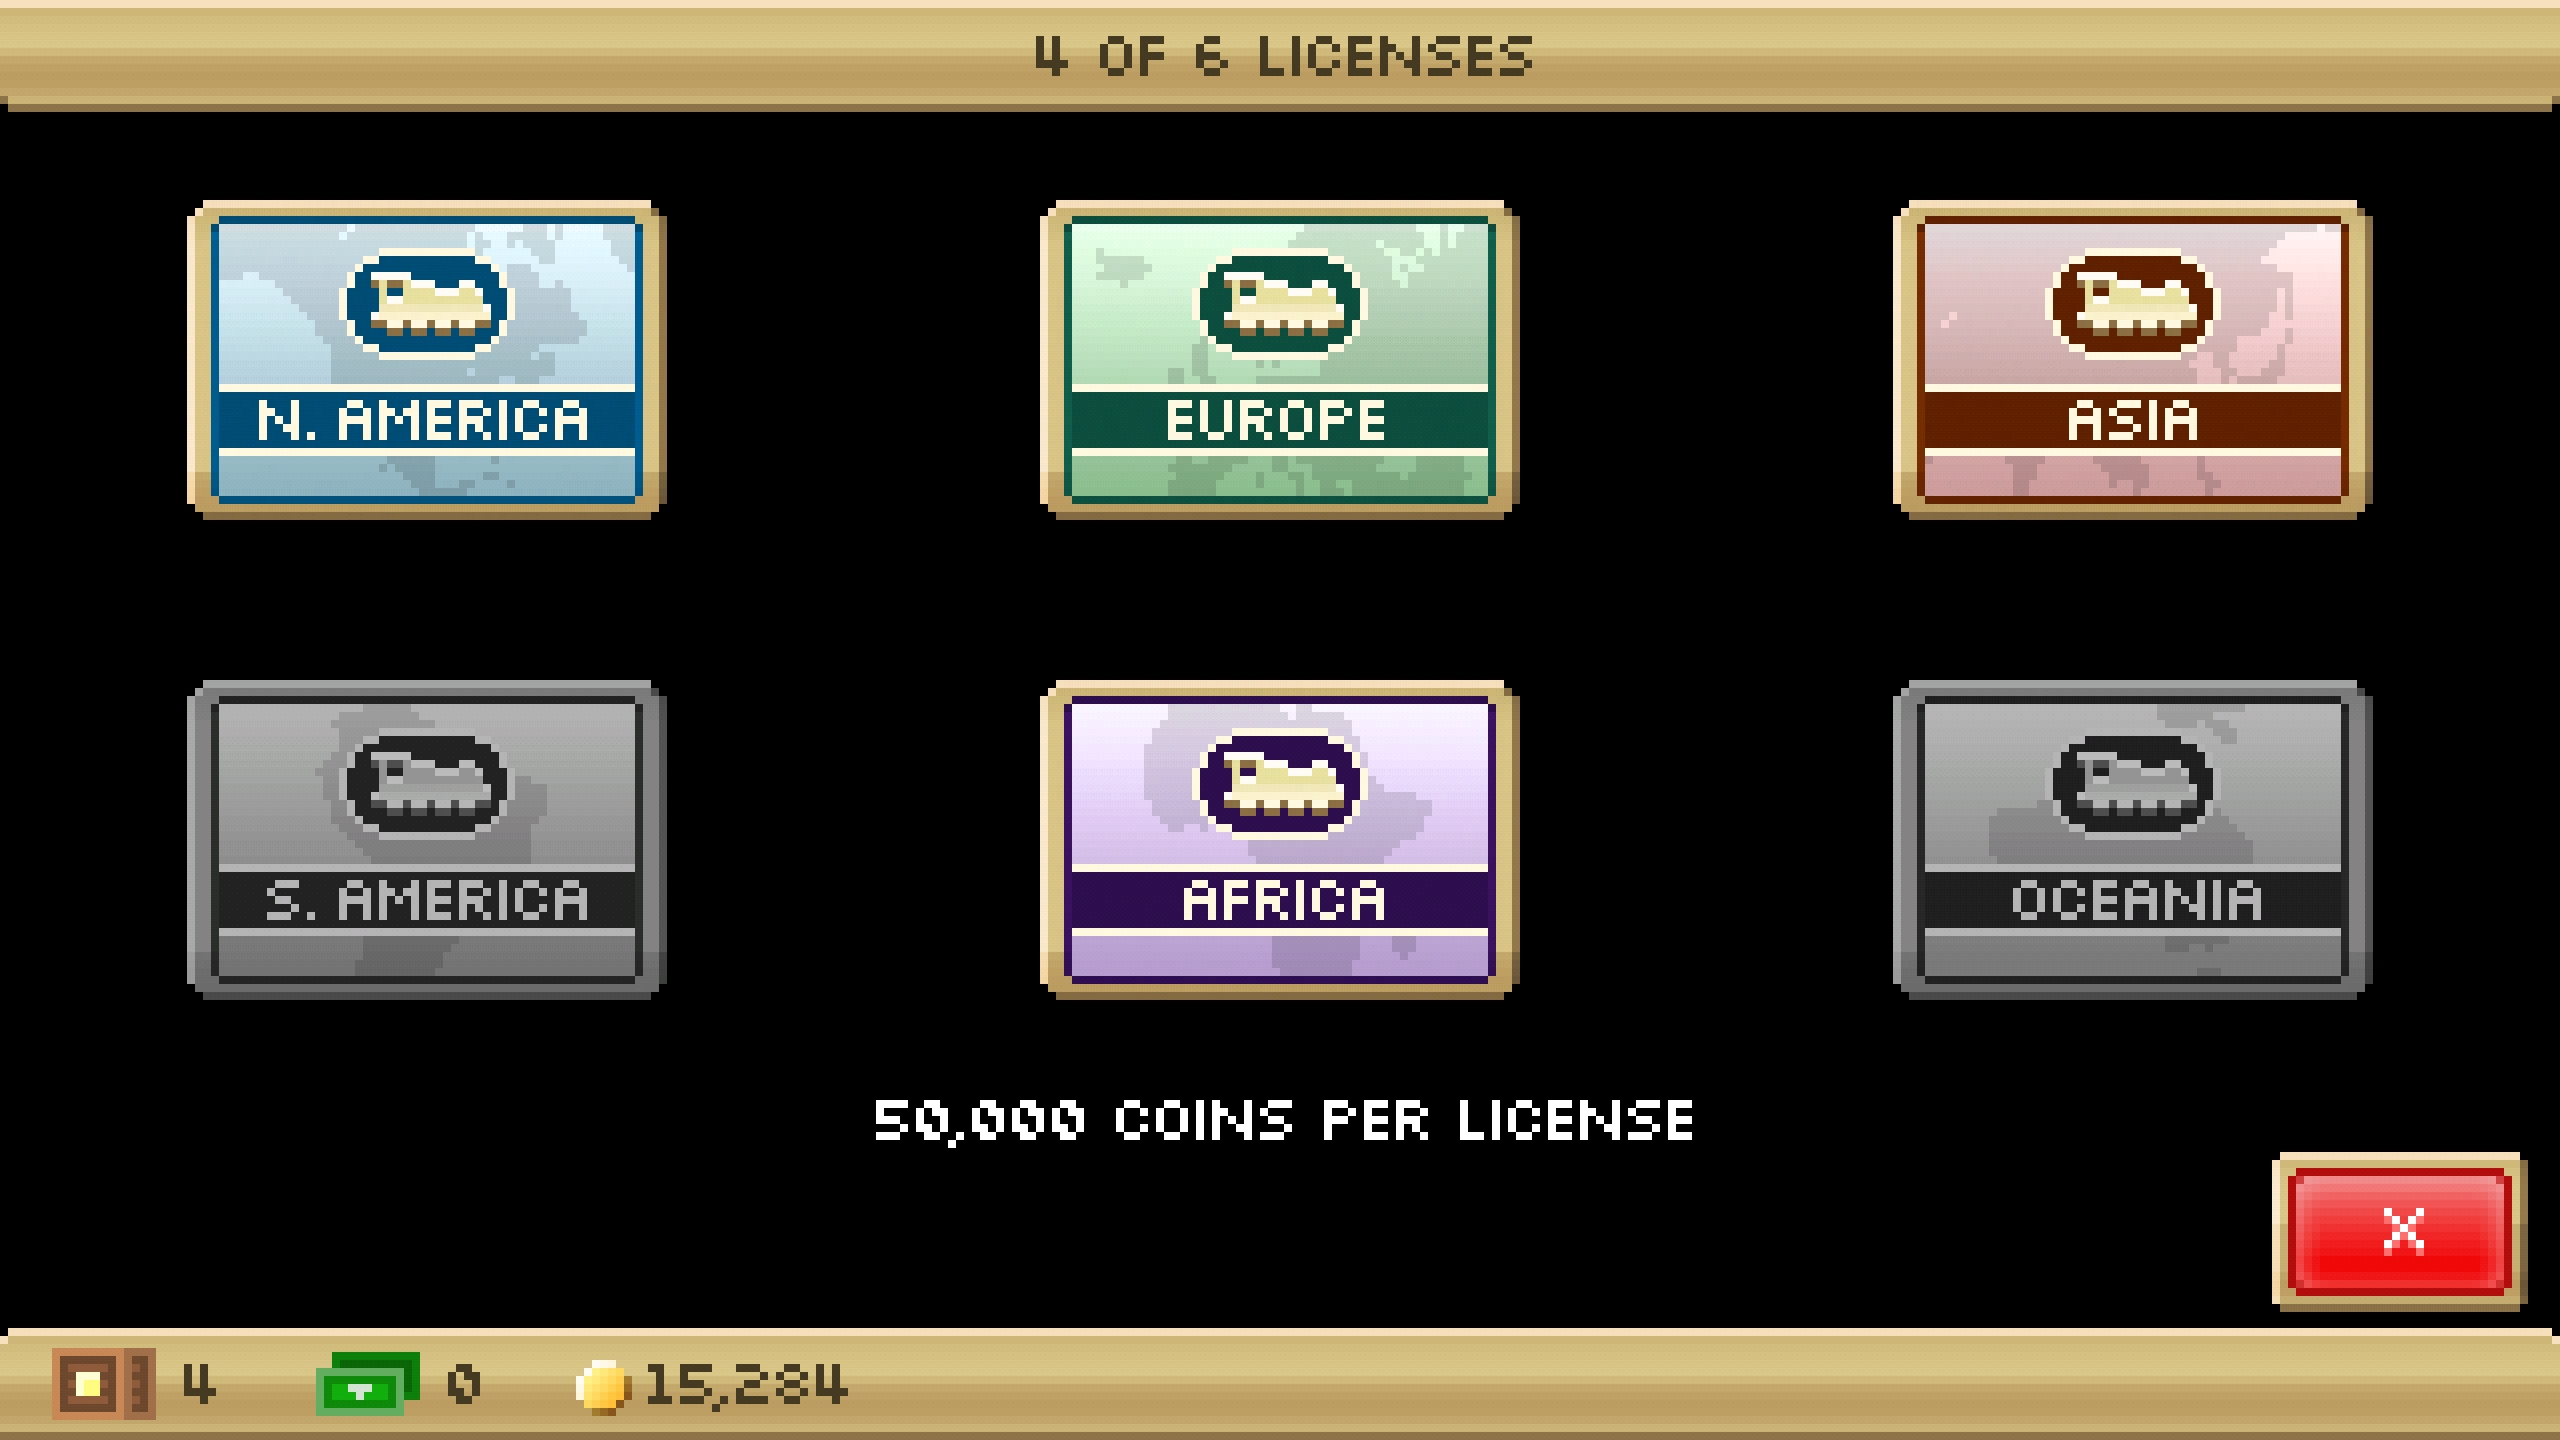 4 OF 6 LICENSES
N. AMERICA
EUROPE
ASIA
S. AMERICA
AFRICA
OCEANIA
50,000 COINS PER LICENSE
X
4 0 15,284